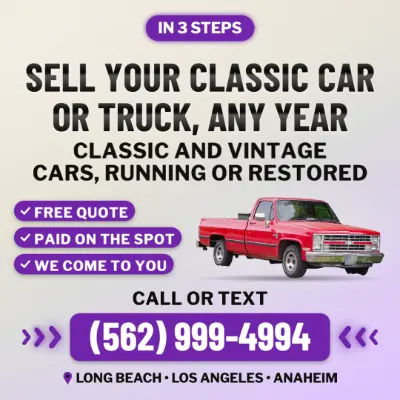 IN 3 STEPS
SELL YOUR CLASSIC CAR
OR TRUCK, ANY YEAR
CLASSIC AND VINTAGE
CARS, RUNNING OR RESTORED
FREE QUOTE
PAID ON THE SPOT
WE COME TO YOU
CALL OR TEXT
(562) 999-4994
LONG BEACH • LOS ANGELES • ANAHEIM